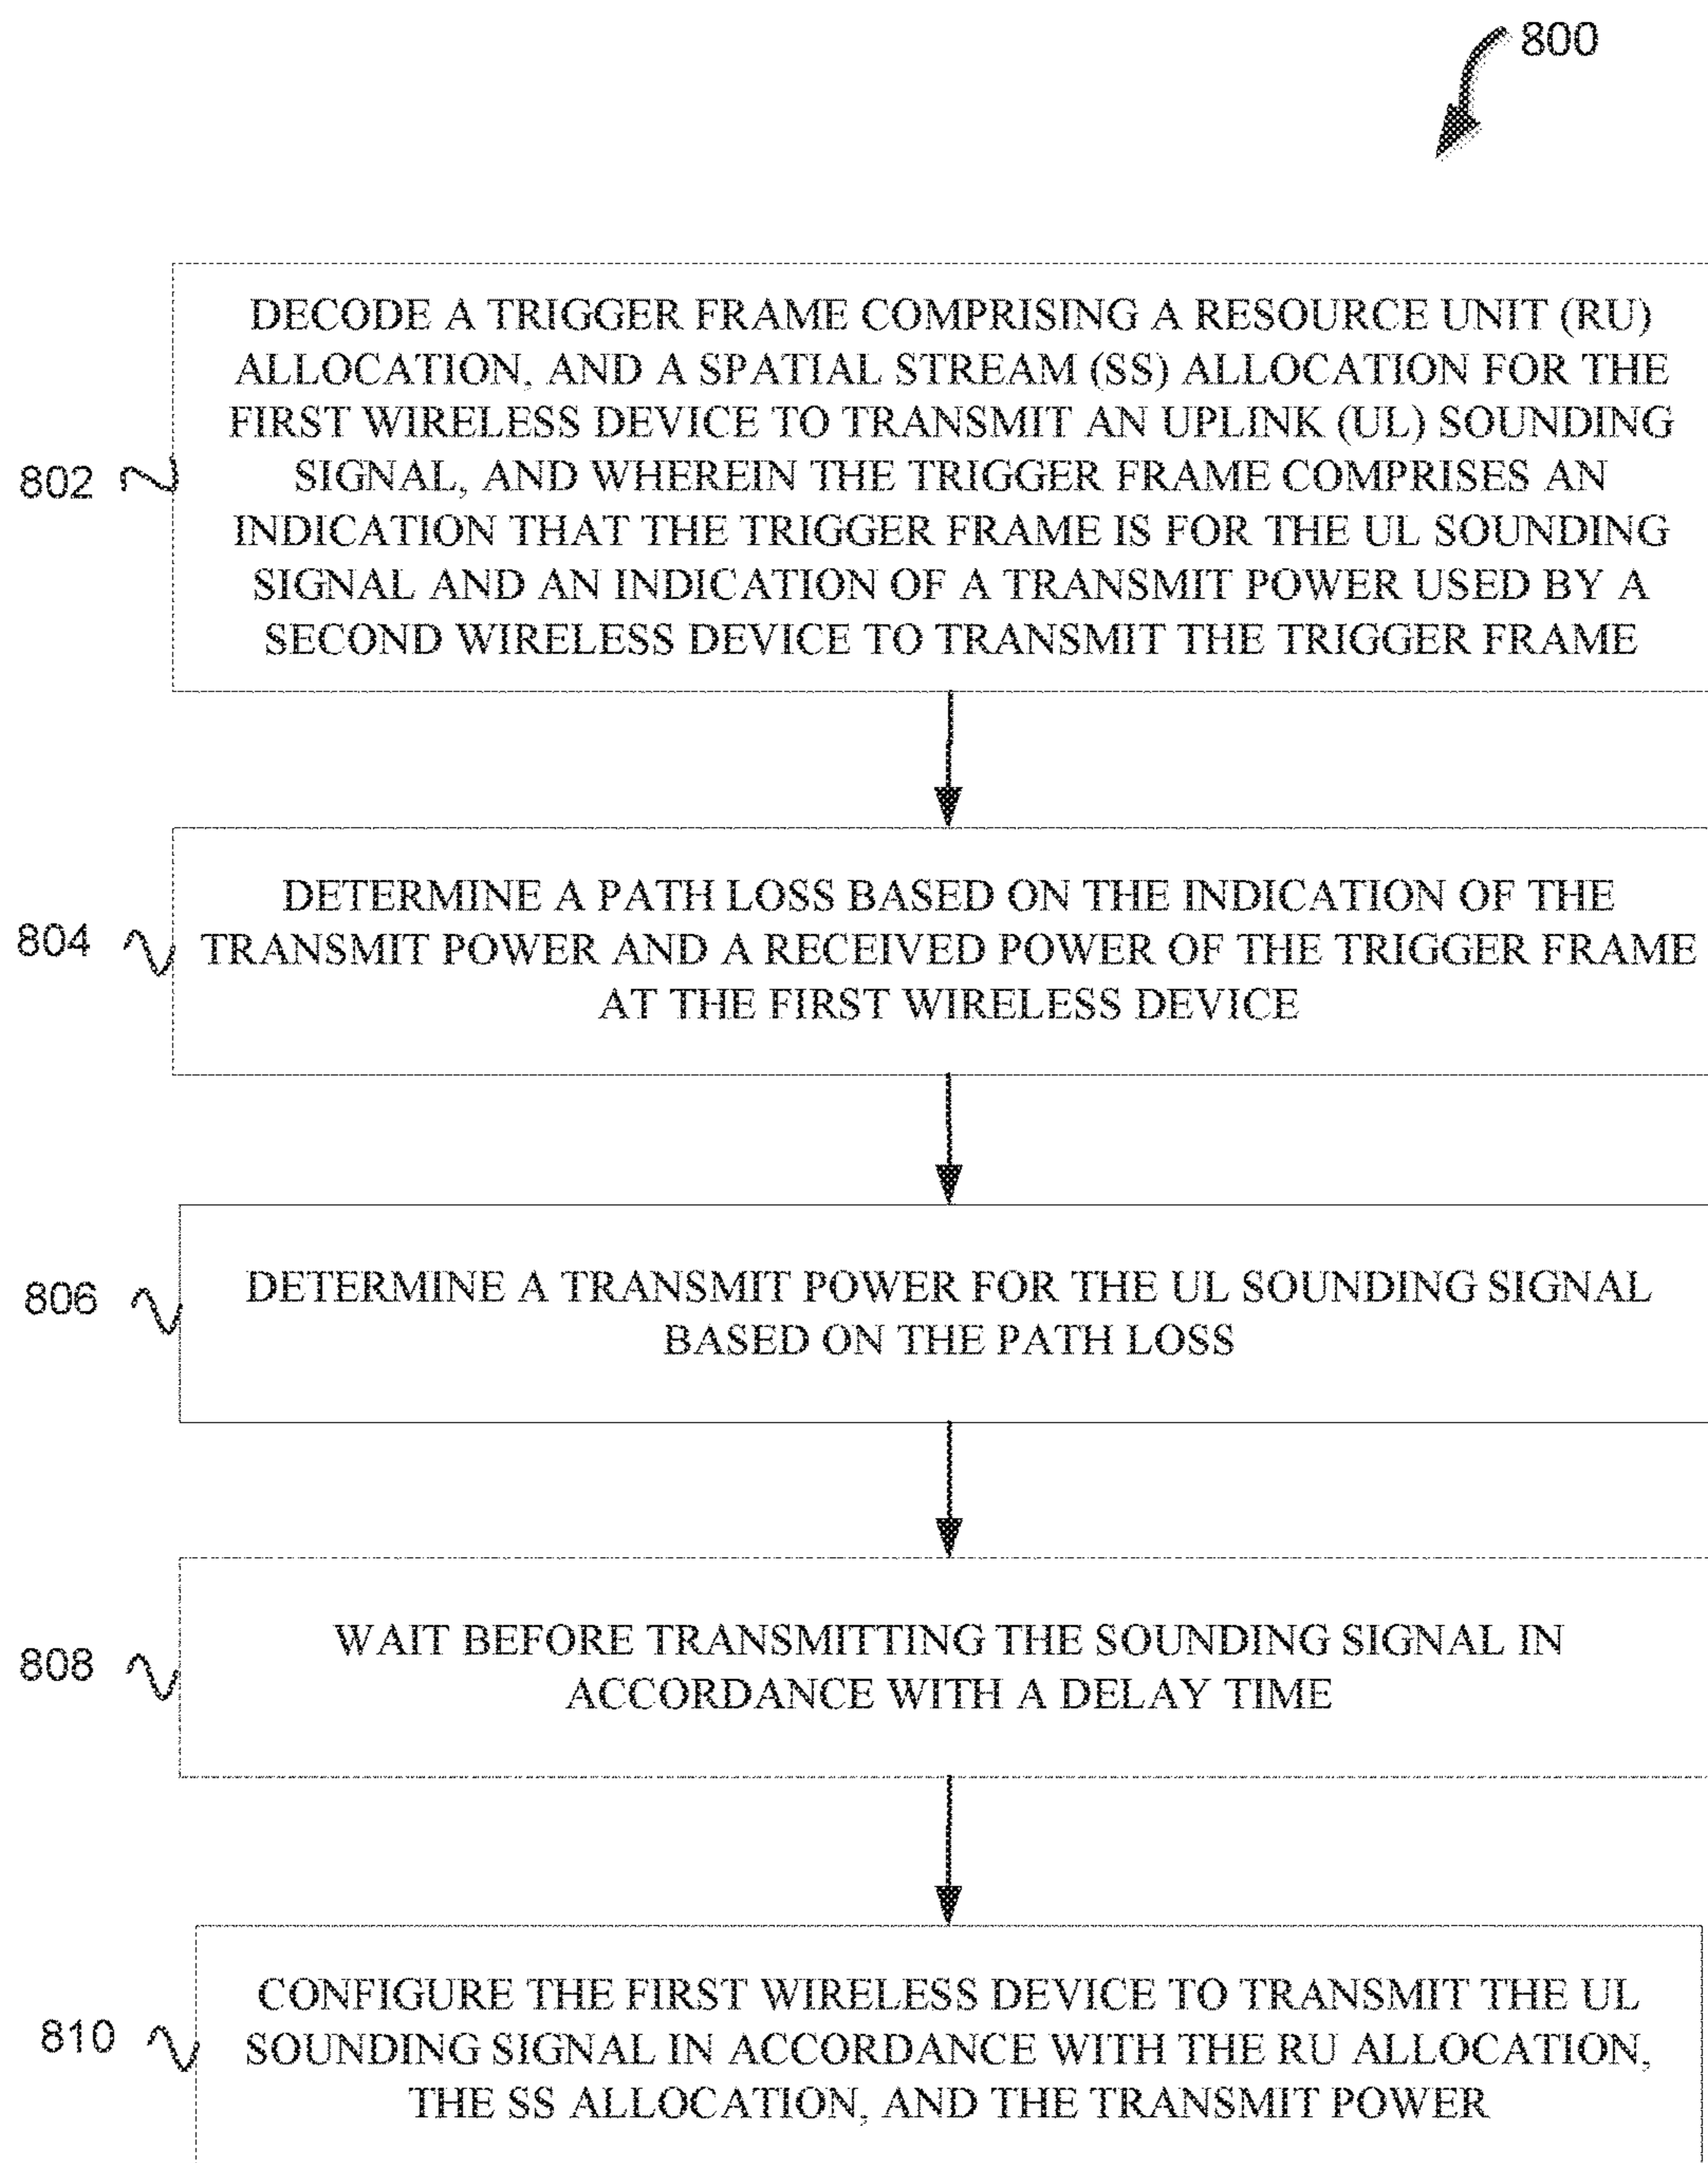 800
DECODE A TRIGGER FRAME COMPRISING A RESOURCE UNIT (RU)
ALLOCATION, AND A SPATIAL STREAM (SS) ALLOCATION FOR THE
FIRST WIRELESS DEVICE TO TRANSMIT AN UPLINK (UL) SOUNDING
SIGNAL, AND WHEREIN THE TRIGGER FRAME COMPRISES AN
INDICATION THAT THE TRIGGER FRAME IS FOR THE UL SOUNDING
SIGNAL AND AN INDICATION OF A TRANSMIT POWER USED BY A
SECOND WIRELESS DEVICE TO TRANSMIT THE TRIGGER FRAME
802
DETERMINE A PATH LOSS BASED ON THE INDICATION OF THE
TRANSMIT POWER AND A RECEIVED POWER OF THE TRIGGER FRAME
AT THE FIRST WIRELESS DEVICE
804
DETERMINE A TRANSMIT POWER FOR THE UL SOUNDING SIGNAL
BASED ON THE PATH LOSS
806
WAIT BEFORE TRANSMITTING THE SOUNDING SIGNAL IN
ACCORDANCE WITH A DELAY TIME
808
CONFIGURE THE FIRST WIRELESS DEVICE TO TRANSMIT THE UL
SOUNDING SIGNAL IN ACCORDANCE WITH THE RU ALLOCATION,
THE SS ALLOCATION, AND THE TRANSMIT POWER
810